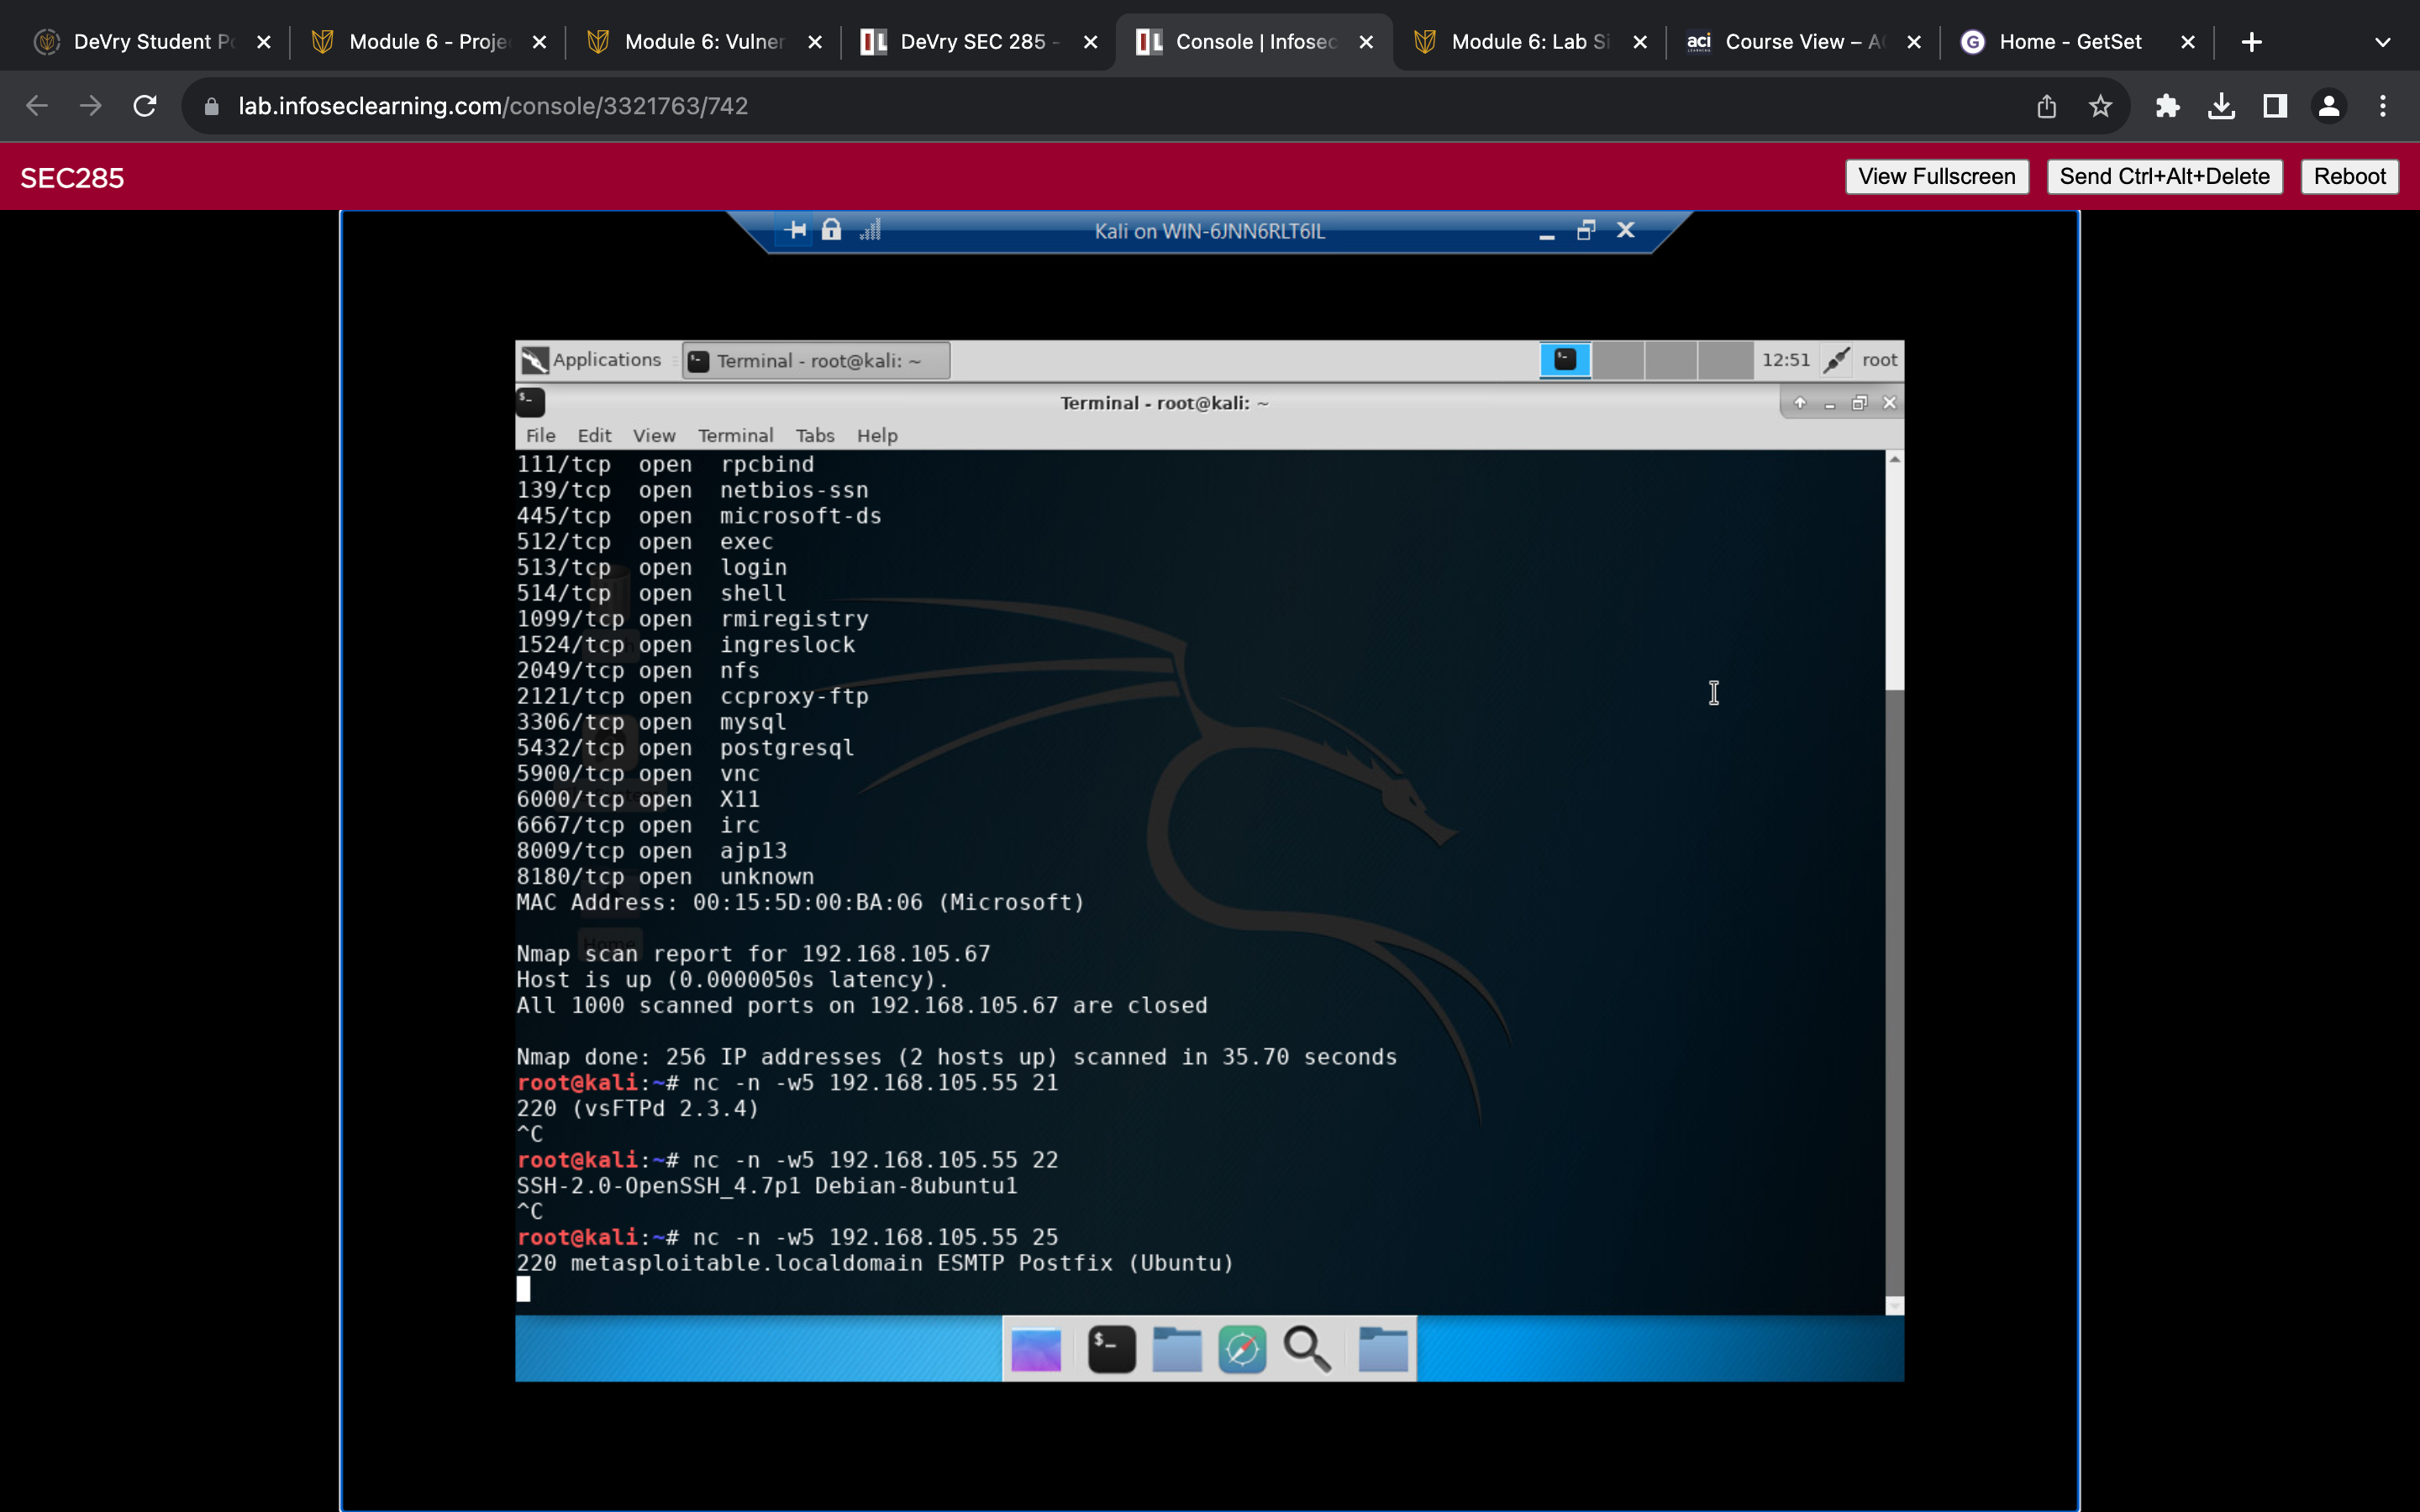 DeVry Student Po
Module 6 - Proje
Module 6: Vulner
DeVry SEC 285 -
Console | Infosec
Module 6: Lab Si
aci Course View – A
G Home - GetSet
lab.infoseclearning.com/console/3321763/742
SEC285
View Fullscreen
Send Ctrl+Alt+Delete
Reboot
Kali on WIN-6JNN6RLT6IL
Applications
Terminal - root@kali: ~
12:51
root
Terminal - root@kali: ~
File Edit View Terminal Tabs Help
111/tcp open rpcbind
139/tcp open netbios-ssn
445/tcp open microsoft-ds
512/tcp open exec
513/tcp open login
514/tcp open shell
1099/tcp open rmiregistry
1524/tcp open ingreslock
2049/tcp open nfs
2121/tcp open ccproxy-ftp
3306/tcp open mysql
5432/tcp open postgresql
5900/tcp open vnc
6000/tcp open X11
6667/tcp open irc
8009/tcp open ajp13
8180/tcp open unknown
MAC Address: 00:15:5D:00:BA:06 (Microsoft)
Nmap scan report for 192.168.105.67
Host is up (0.0000050s latency).
All 1000 scanned ports on 192.168.105.67 are closed
Nmap done: 256 IP addresses (2 hosts up) scanned in 35.70 seconds
root@kali:~# nc -n -w5 192.168.105.55 21
220 (vsFTPd 2.3.4)
^C
root@kali:~# nc -n -w5 192.168.105.55 22
SSH-2.0-OpenSSH_4.7p1 Debian-8ubuntu1
^C
root@kali:~# nc -n -w5 192.168.105.55 25
220 metasploitable.localdomain ESMTP Postfix (Ubuntu)